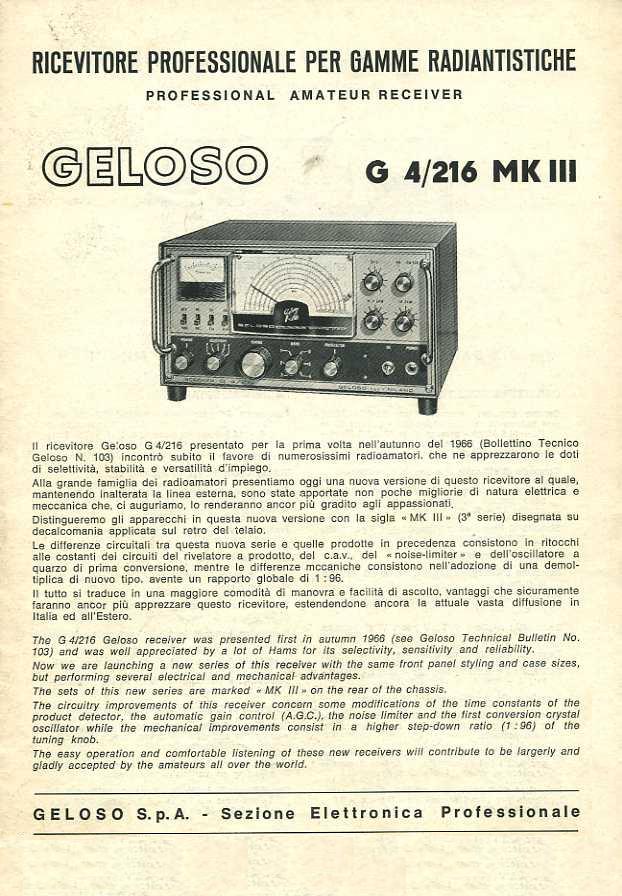 RICEVITORE PROFESSIONALE PER GAMME RADIANTISTICHE
PROFESSIONAL AMATEUR RECEIVER
GELOSO
G 4/216 MK III
Il ricevitore Geloso G 4/216 presentato per la prima volta nell'autunno del 1966 (Bollettino Tecnico
Geloso N. 103) incontrò subito il favore di numerosissimi radioamatori. che ne apprezzarono le doti
di selettività, stabilità e versatilità d'impiego.
Alla grande famiglia dei radioamatori presentiamo oggi una nuova versione di questo ricevitore al quale,
mantenendo inalterata la linea esterna, sono state apportate non poche migliorie di natura elettrica e
meccanica che, ci auguriamo, lo renderanno ancor più gradito agli appassionati.
Distingueremo gli apparecchi in questa nuova versione con la sigla « MK III » (3ª serie) disegnata su
decalcomania applicata sul retro del telaio.
Le differenze circuitali tra questa nuova serie e quelle prodotte in precedenza consistono in ritocchi
alle costanti dei circuiti del rivelatore a prodotto, del c.a.v., del « noise-limiter » e dell'oscillatore a
quarzo di prima conversione, mentre le differenze mccaniche consistono nell'adozione di una demol-
tiplica di nuovo tipo. avente un rapporto globale di 1 : 96.
Il tutto si traduce in una maggiore comodità di manovra e facilità di ascolto, vantaggi che sicuramente
faranno ancor più apprezzare questo ricevitore, estendendone ancora la attuale vasta diffusione in
Italia ed all'Estero.
The G 4/216 Geloso receiver was presented first in autumn 1966 (see Geloso Technical Bulletin No.
103) and was well appreciated by a lot of Hams for its selectivity, sensitivity and reliability.
Now we are launching a new series of this receiver with the same front panel styling and case sizes,
but performing several electrical and mechanical advantages.
The sets of this new series are marked « MK III » on the rear of the chassis.
The circuitry improvements of this receiver concern some modifications of the time constants of the
product detector, the automatic gain control (A.G.C.), the noise limiter and the first conversion crystal
oscillator while the mechanical improvements consist in a higher step-down ratio (1 : 96) of the
tuning knob.
The easy operation and comfortable listening of these new receivers will contribute to be largerly and
gladly accepted by the amateurs all over the world.
GELOSO S.p.A. - Sezione Elettronica Professionale